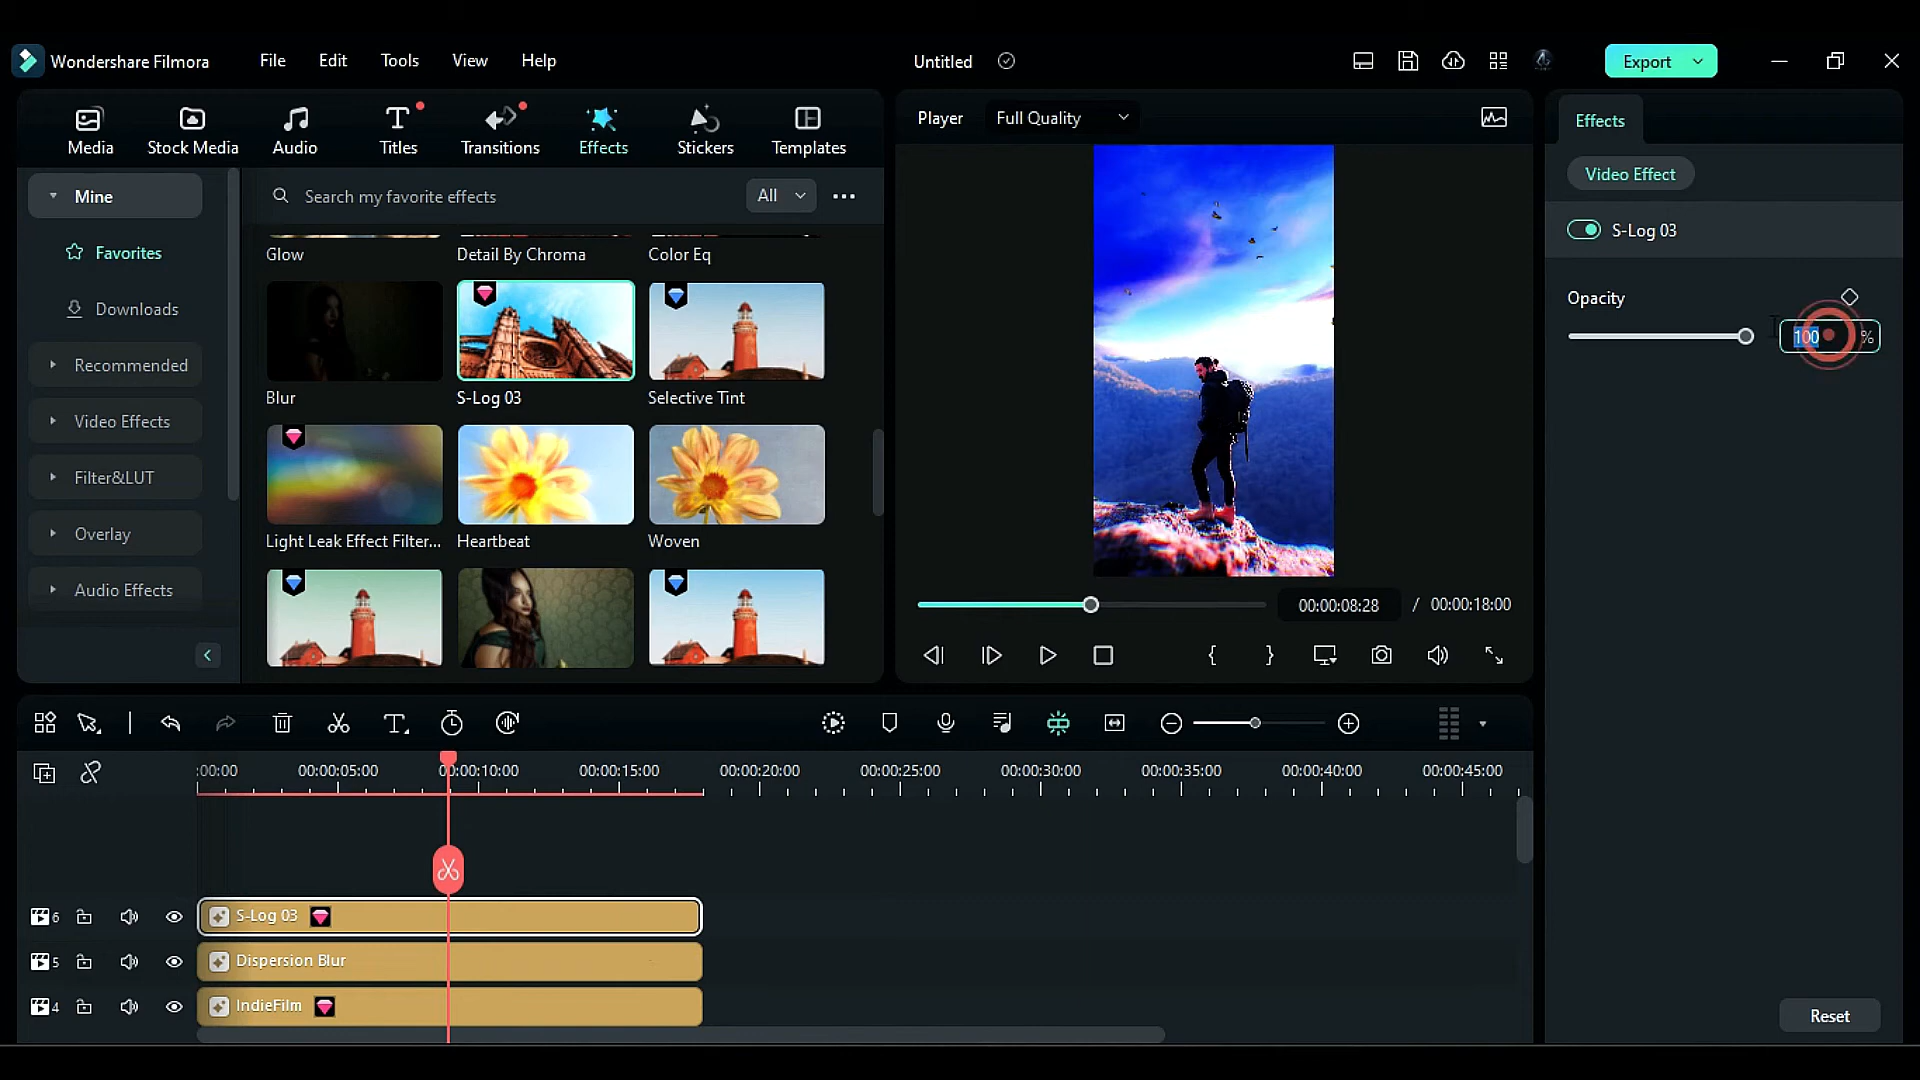 Wondershare Filmora
File
Edit
Tools
View
Help
Untitled
Export
Media
Stock Media
Audio
Titles
Transitions
Effects
Stickers
Templates
Player
Full Quality
Effects
Video Effect
S-Log 03
Opacity
100
%
Reset
Mine
Favorites
Downloads
Recommended
Video Effects
Filter&LUT
Overlay
Audio Effects
Search my favorite effects
All
Glow
Detail By Chroma
Color Eq
Blur
S-Log 03
Selective Tint
Light Leak Effect Filter...
Heartbeat
Woven
00:00:08:28
/
00:00:18:00
:00:00
00:00:05:00
00:00:10:00
00:00:15:00
00:00:20:00
00:00:25:00
00:00:30:00
00:00:35:00
00:00:40:00
00:00:45:00
6
S-Log 03
5
Dispersion Blur
4
IndieFilm